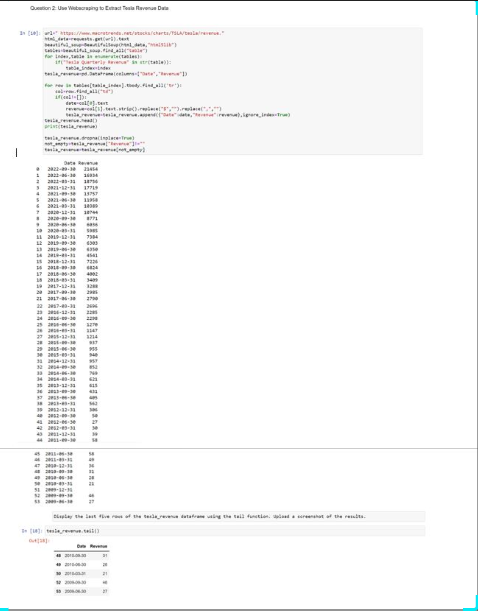 Question 2: Use Webscraping to Extract Tesla Revenue Data
In [10]: url=" https://www.macrotrends.net/stocks/charts/TSLA/tesla/revenue."
html_data=requests.get(url).text
beautiful_soup=BeautifulSoup(html_data,"html5lib")
tables=beautiful_soup.find_all("table")
for index,table in enumerate(tables):
if("Tesla Quarterly Revenue" in str(table)):
table_index=index
tesla_revenue=pd.DataFrame(columns=["Date","Revenue"])
for row in tables[table_index].tbody.find_all("tr"):
col=row.find_all("td")
if(col!=[]):
date=col[0].text
revenue=col[1].text.strip().replace("$","").replace(",","")
tesla_revenue=tesla_revenue.append({"Date":date,"Revenue":revenue},ignore_index=True)
tesla_revenue.head()
print(tesla_revenue)
tesla_revenue.dropna(inplace=True)
not_empty=tesla_revenue['Revenue']!=""
tesla_revenue=tesla_revenue[not_empty]
Date Revenue
0 2022-09-30 21454
1 2022-06-30 16934
2 2022-03-31 18756
3 2021-12-31 17719
4 2021-09-30 13757
5 2021-06-30 11958
6 2021-03-31 10389
7 2020-12-31 10744
8 2020-09-30 8771
9 2020-06-30 6036
10 2020-03-31 5985
11 2019-12-31 7384
12 2019-09-30 6303
13 2019-06-30 6350
14 2019-03-31 4541
15 2018-12-31 7226
16 2018-09-30 6824
17 2018-06-30 4002
18 2018-03-31 3409
19 2017-12-31 3288
20 2017-09-30 2985
21 2017-06-30 2790
22 2017-03-31 2696
23 2016-12-31 2285
24 2016-09-30 2298
25 2016-06-30 1270
26 2016-03-31 1147
27 2015-12-31 1214
28 2015-09-30 937
29 2015-06-30 955
30 2015-03-31 940
31 2014-12-31 957
32 2014-09-30 852
33 2014-06-30 769
34 2014-03-31 621
35 2013-12-31 615
36 2013-09-30 431
37 2013-06-30 405
38 2013-03-31 562
39 2012-12-31 306
40 2012-09-30 50
41 2012-06-30 27
42 2012-03-31 30
43 2011-12-31 39
44 2011-09-30 58
45 2011-06-30 58
46 2011-03-31 49
47 2010-12-31 36
48 2010-09-30 31
49 2010-06-30 28
50 2010-03-31 21
51 2009-12-31
52 2009-09-30 46
53 2009-06-30 27
Display the last five rows of the tesla_revenue dataframe using the tail function. Upload a screenshot of the results.
In [18]: tesla_revenue.tail()
Out[18]:
Date Revenue
48 2010-09-30 31
49 2010-06-30 28
50 2010-03-31 21
52 2009-09-30 46
53 2009-06-30 27